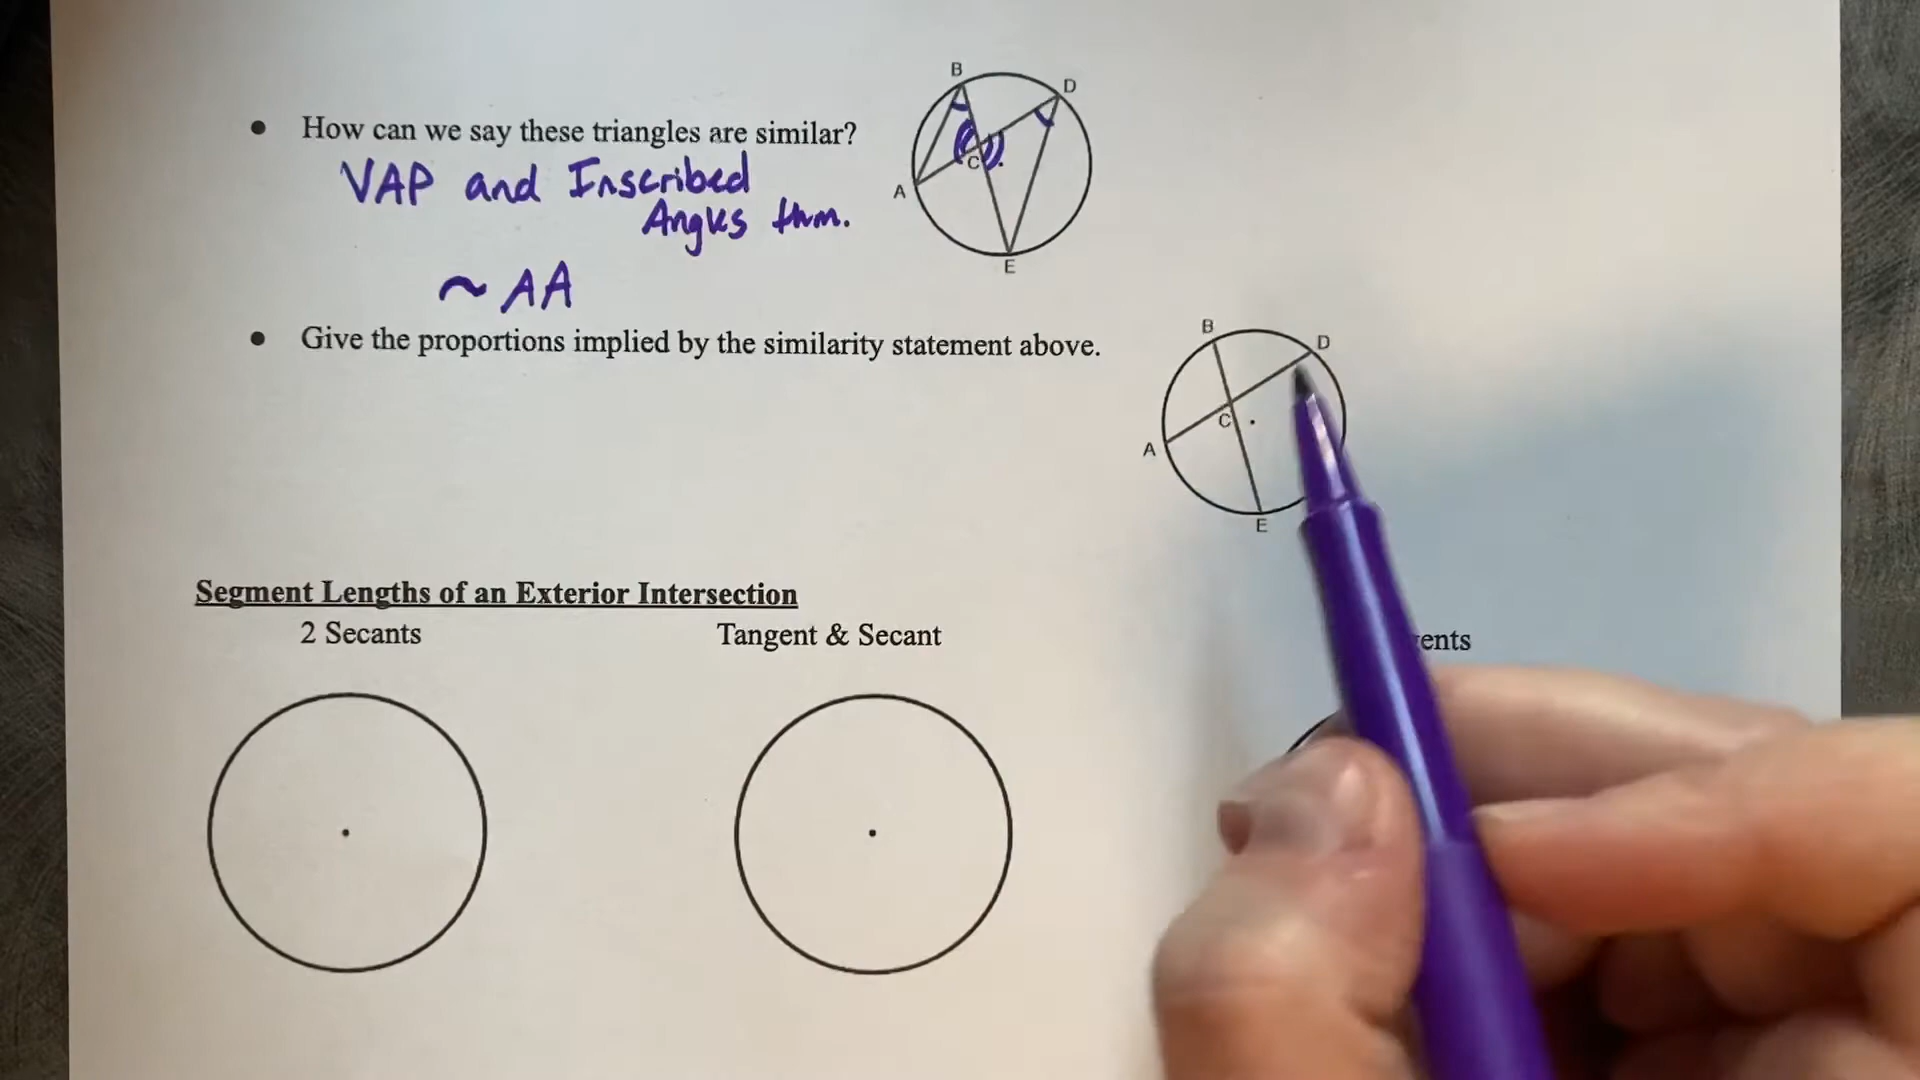 B
D
• How can we say these triangles are similar?
VAP and Inscribed
C
A
Angles thm.
E
~ AA
B
• Give the proportions implied by the similarity statement above.
D
C
A
E
Segment Lengths of an Exterior Intersection
2 Secants Tangent & Secant